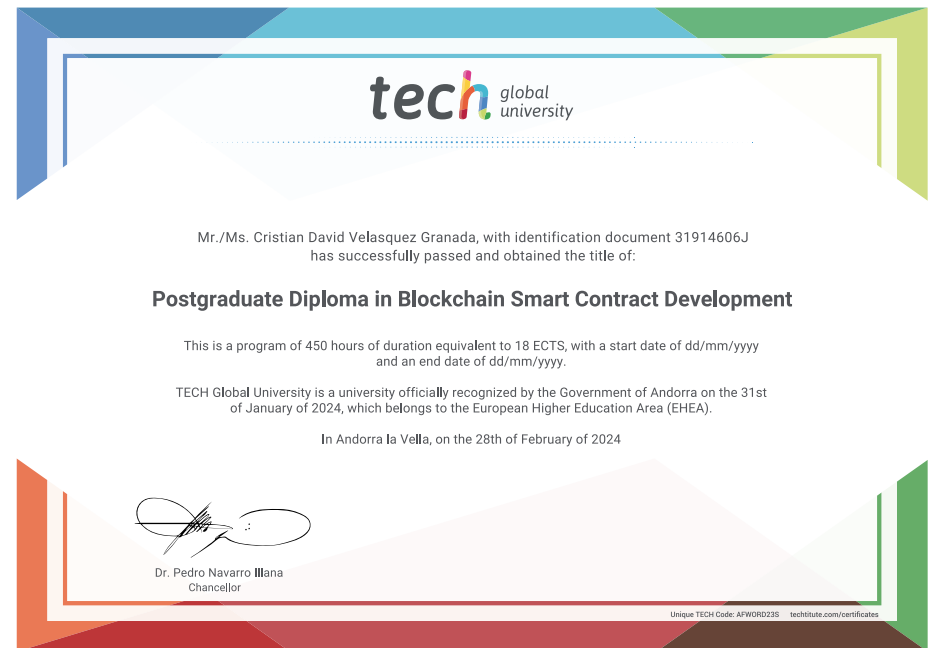 tech global university
Mr./Ms. Cristian David Velasquez Granada, with identification document 31914606J
has successfully passed and obtained the title of:
Postgraduate Diploma in Blockchain Smart Contract Development
This is a program of 450 hours of duration equivalent to 18 ECTS, with a start date of dd/mm/yyyy
and an end date of dd/mm/yyyy.
TECH Global University is a university officially recognized by the Government of Andorra on the 31st
of January of 2024, which belongs to the European Higher Education Area (EHEA).
In Andorra la Vella, on the 28th of February of 2024
Dr. Pedro Navarro Illana
Chancellor
Unique TECH Code: AFWORD23S techtitute.com/certificates